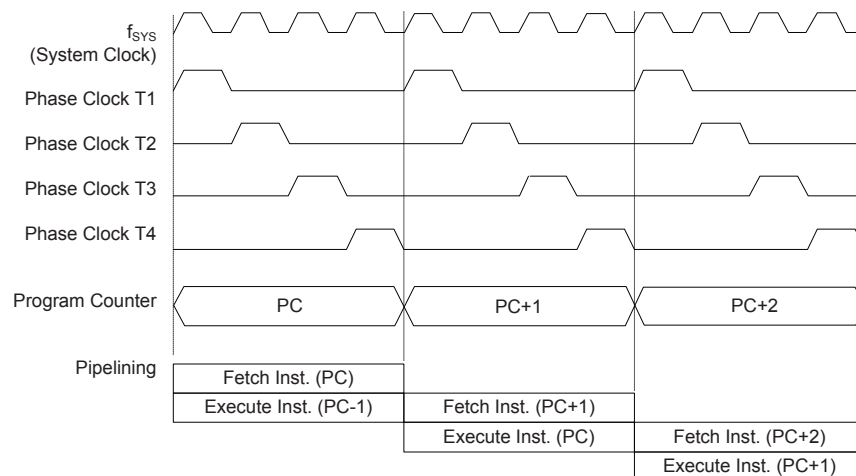 fSYS
(System Clock)
Phase Clock T1
Phase Clock T2
Phase Clock T3
Phase Clock T4
Program Counter
PC
PC+1
PC+2
Pipelining
Fetch Inst. (PC)
Execute Inst. (PC-1)
Fetch Inst. (PC+1)
Execute Inst. (PC)
Fetch Inst. (PC+2)
Execute Inst. (PC+1)